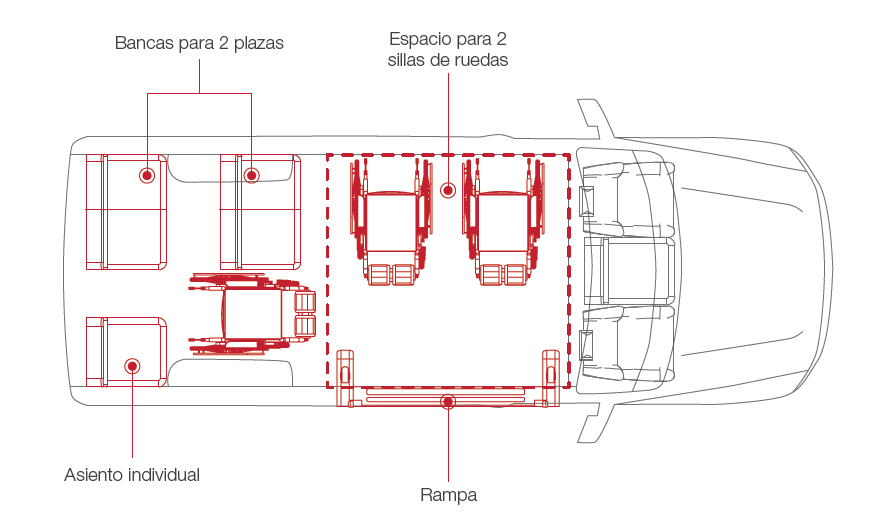 Bancas para 2 plazas
Espacio para 2
sillas de ruedas
Asiento individual
Rampa